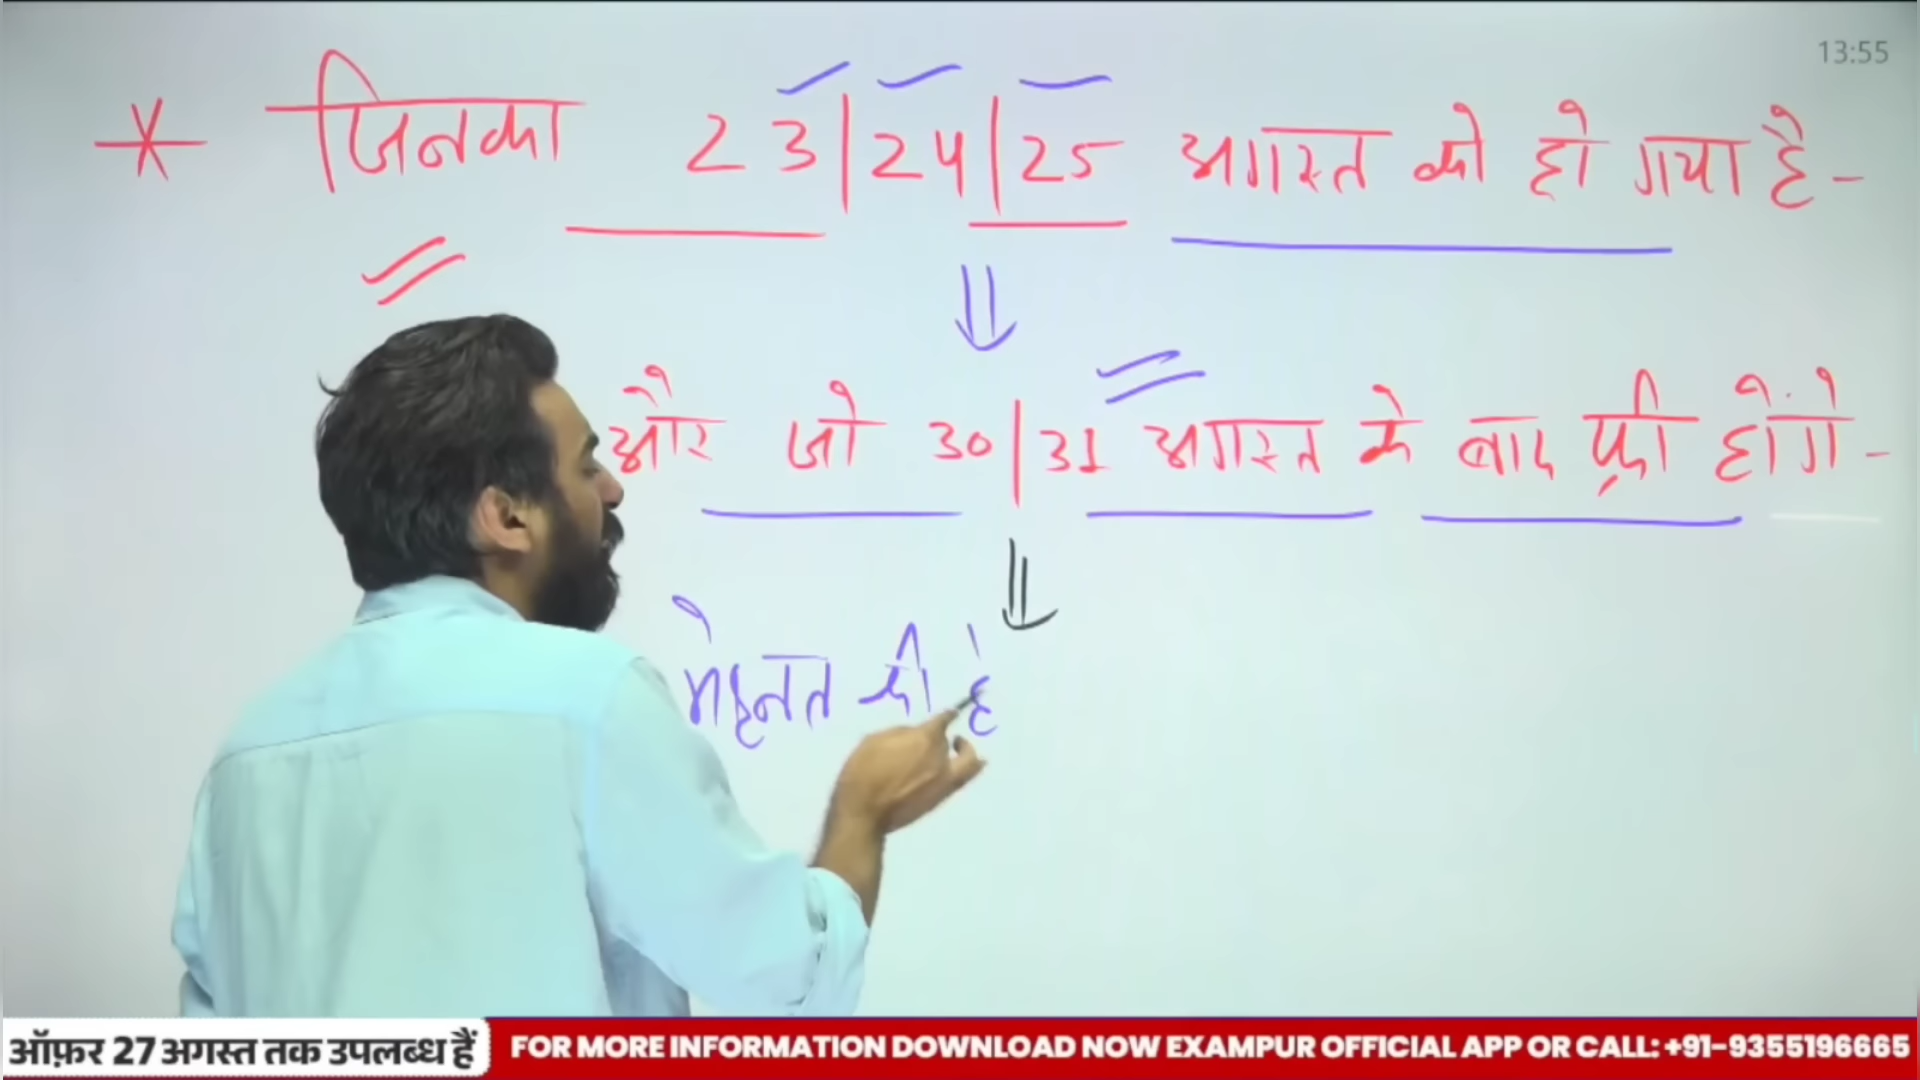 13:55
* जिनका 23|24|25 अगस्त को हो गया है-
और जो 30|31 अगस्त के बाद फ्री होंगे-
मेहनत की है
ऑफ़र 27 अगस्त तक उपलब्ध हैं
FOR MORE INFORMATION DOWNLOAD NOW EXAMPUR OFFICIAL APP OR CALL: +91-9355196665